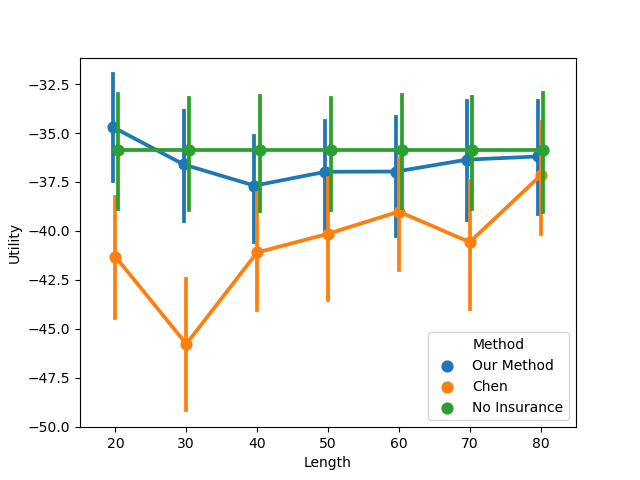 −32.5
−35.0
−37.5
−40.0
−42.5
−45.0
−47.5
−50.0
Utility
20 30 40 50 60 70 80
Length
Method
Our Method
Chen
No Insurance